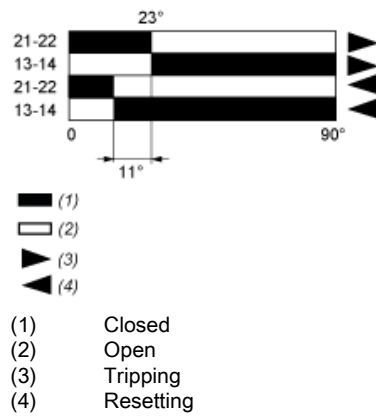 23°
21-22
13-14
21-22
13-14
0 90°
11°
(1)
(2)
(3)
(4)
(1) Closed
(2) Open
(3) Tripping
(4) Resetting